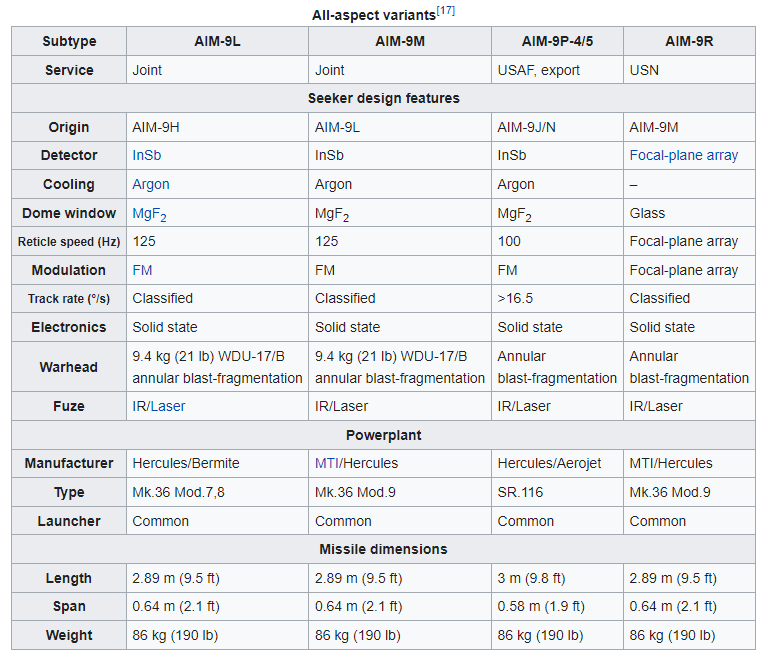 All-aspect variants[17]
Subtype AIM-9L AIM-9M AIM-9P-4/5 AIM-9R
Service Joint Joint USAF, export USN
Seeker design features
Origin AIM-9H AIM-9L AIM-9J/N AIM-9M
Detector InSb InSb InSb Focal-plane array
Cooling Argon Argon Argon –
Dome window MgF2 MgF2 MgF2 Glass
Reticle speed (Hz) 125 125 100 Focal-plane array
Modulation FM FM FM Focal-plane array
Track rate (°/s) Classified Classified >16.5 Classified
Electronics Solid state Solid state Solid state Solid state
Warhead 9.4 kg (21 lb) WDU-17/B 9.4 kg (21 lb) WDU-17/B Annular Annular
annular blast-fragmentation annular blast-fragmentation blast-fragmentation blast-fragmentation
Fuze IR/Laser IR/Laser IR/Laser IR/Laser
Powerplant
Manufacturer Hercules/Bermite MTI/Hercules Hercules/Aerojet MTI/Hercules
Type Mk.36 Mod.7,8 Mk.36 Mod.9 SR.116 Mk.36 Mod.9
Launcher Common Common Common Common
Missile dimensions
Length 2.89 m (9.5 ft) 2.89 m (9.5 ft) 3 m (9.8 ft) 2.89 m (9.5 ft)
Span 0.64 m (2.1 ft) 0.64 m (2.1 ft) 0.58 m (1.9 ft) 0.64 m (2.1 ft)
Weight 86 kg (190 lb) 86 kg (190 lb) 86 kg (190 lb) 86 kg (190 lb)